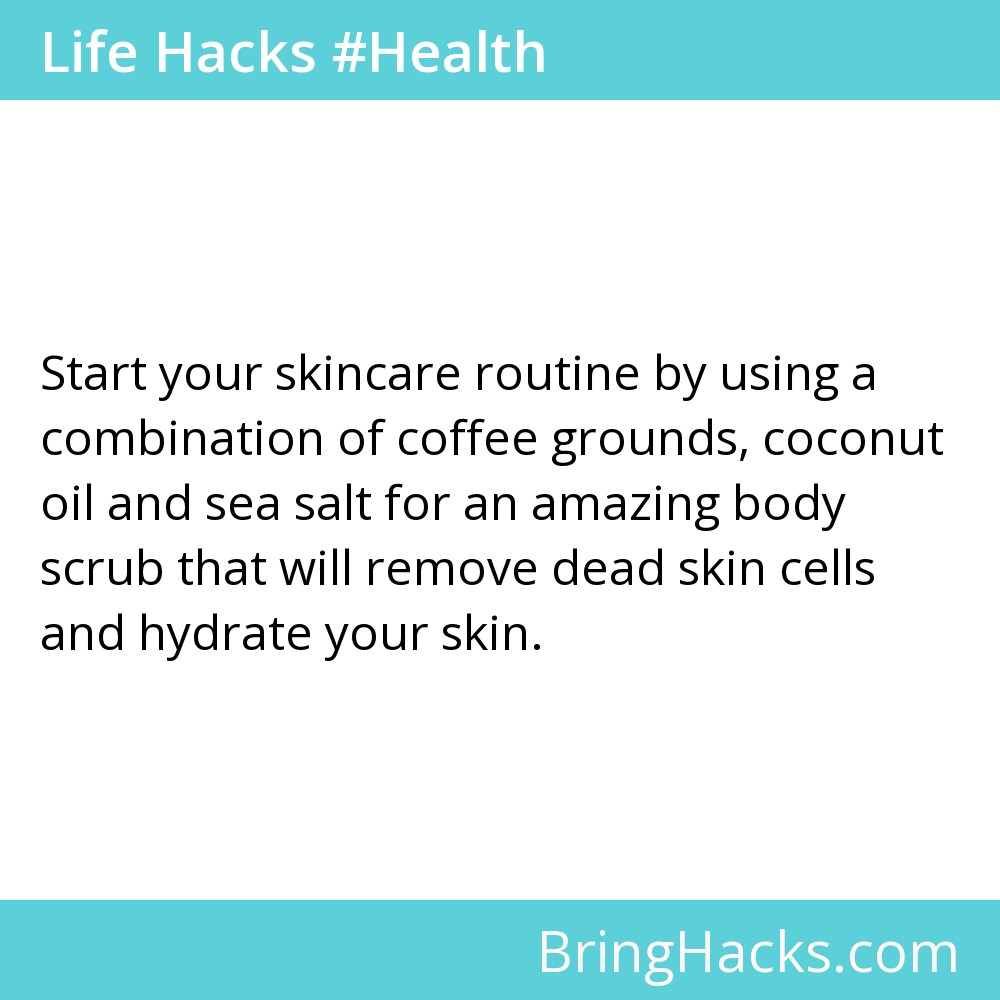 Life Hacks #Health
Start your skincare routine by using a
combination of coffee grounds, coconut
oil and sea salt for an amazing body
scrub that will remove dead skin cells
and hydrate your skin.
BringHacks.com